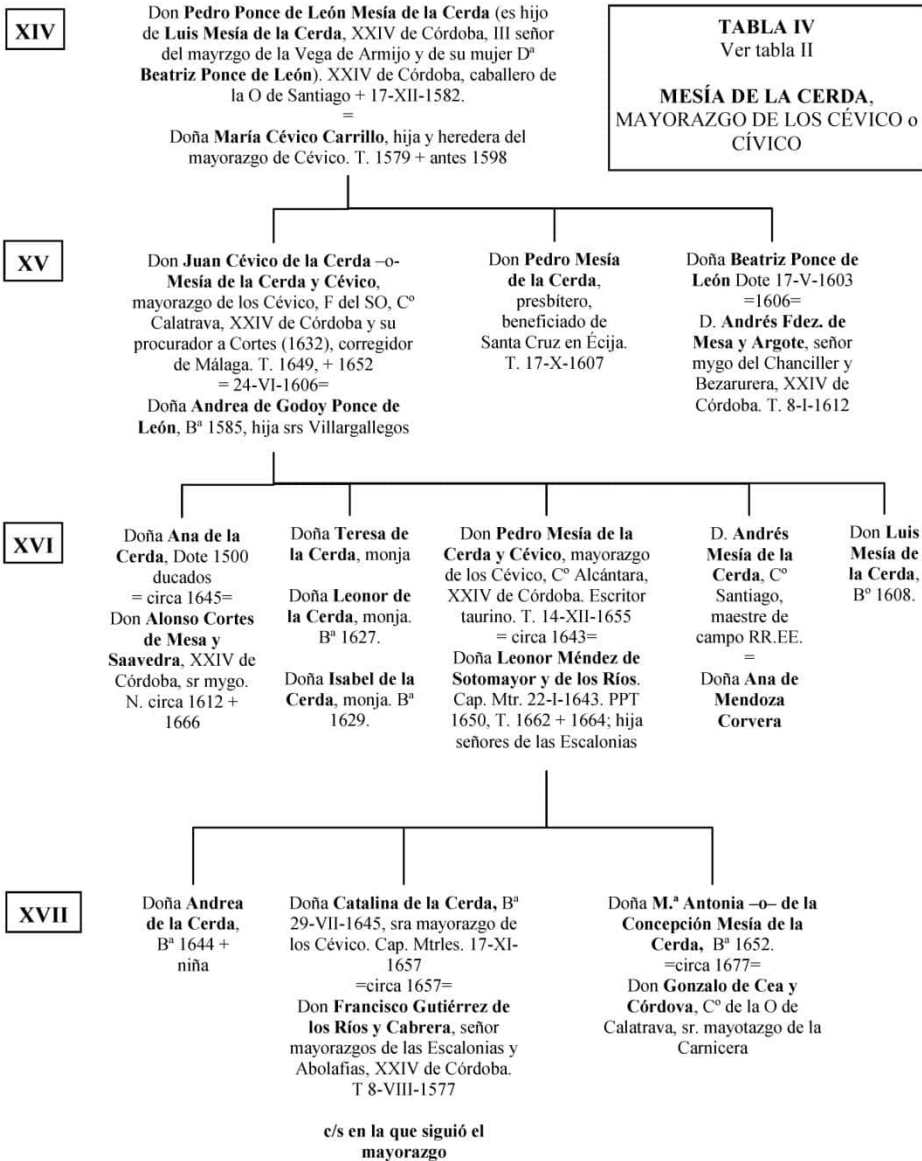 XIV
Don Pedro Ponce de León Mesía de la Cerda (es hijo
de Luis Mesía de la Cerda, XXIV de Córdoba, III señor
del mayrzgo de la Vega de Armijo y de su mujer Dª
Beatriz Ponce de León). XXIV de Córdoba, caballero de
la O de Santiago + 17-XII-1582.
=
Doña María Cévico Carrillo, hija y heredera del
mayorazgo de Cévico. T. 1579 + antes 1598
TABLA IV
Ver tabla II
MESÍA DE LA CERDA,
MAYORAZGO DE LOS CÉVICO o
CÍVICO
XV
Don Juan Cévico de la Cerda –o-
Mesía de la Cerda y Cévico,
mayorazgo de los Cévico, F del SO, Cº
Calatrava, XXIV de Córdoba y su
procurador a Cortes (1632), corregidor
de Málaga. T. 1649, + 1652
= 24-VI-1606=
Doña Andrea de Godoy Ponce de
León, Bª 1585, hija srs Villargallegos
Don Pedro Mesía
de la Cerda,
presbítero,
beneficiado de
Santa Cruz en Écija.
T. 17-X-1607
Doña Beatriz Ponce de
León Dote 17-V-1603
=1606=
D. Andrés Fdez. de
Mesa y Argote, señor
mygo del Chanciller y
Bezarurera, XXIV de
Córdoba. T. 8-I-1612
XVI
Doña Ana de la
Cerda, Dote 1500
ducados
= circa 1645=
Don Alonso Cortes
de Mesa y
Saavedra, XXIV de
Córdoba, sr mygo.
N. circa 1612 +
1666
Doña Teresa de
la Cerda, monja
Doña Leonor de
la Cerda, monja.
Bª 1627.
Doña Isabel de la
Cerda, monja. Bª
1629.
Don Pedro Mesía de la
Cerda y Cévico, mayorazgo
de los Cévico, Cº Alcántara,
XXIV de Córdoba. Escritor
taurino. T. 14-XII-1655
= circa 1643=
Doña Leonor Méndez de
Sotomayor y de los Ríos.
Cap. Mtr. 22-I-1643. PPT
1650, T. 1662 + 1664; hija
señores de las Escalonias
D. Andrés
Mesía de la
Cerda, Cº
Santiago,
maestre de
campo RR.EE.
=
Doña Ana de
Mendoza
Corvera
Don Luis
Mesía de
la Cerda,
Bº 1608.
XVII
Doña Andrea
de la Cerda,
Bª 1644 +
niña
Doña Catalina de la Cerda, Bª
29-VII-1645, sra mayorazgo de
los Cévico. Cap. Mtrles. 17-XI-
1657
=circa 1657=
Don Francisco Gutiérrez de
los Ríos y Cabrera, señor
mayorazgos de las Escalonias y
Abolafias, XXIV de Córdoba.
T 8-VIII-1577
c/s en la que siguió el
mayorazgo
Doña M.ª Antonia –o– de la
Concepción Mesía de la
Cerda, Bª 1652.
=circa 1677=
Don Gonzalo de Cea y
Córdova, Cº de la O de
Calatrava, sr. mayotazgo de la
Carnicera